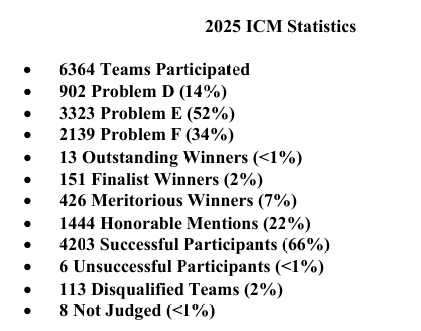 2025 ICM Statistics
• 6364 Teams Participated
• 902 Problem D (14%)
• 3323 Problem E (52%)
• 2139 Problem F (34%)
• 13 Outstanding Winners (<1%)
• 151 Finalist Winners (2%)
• 426 Meritorious Winners (7%)
• 1444 Honorable Mentions (22%)
• 4203 Successful Participants (66%)
• 6 Unsuccessful Participants (<1%)
• 113 Disqualified Teams (2%)
• 8 Not Judged (<1%)